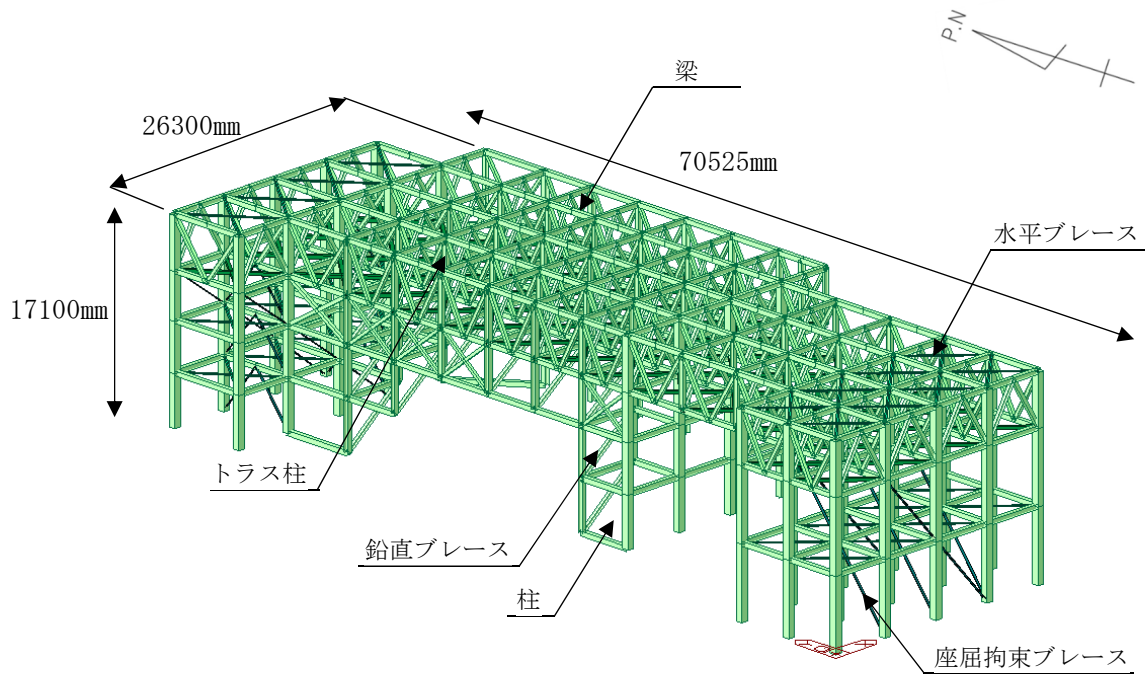 P.N
梁
26300mm
70525mm
水平ブレース
17100mm
トラス柱
鉛直ブレース
柱
座屈拘束ブレース